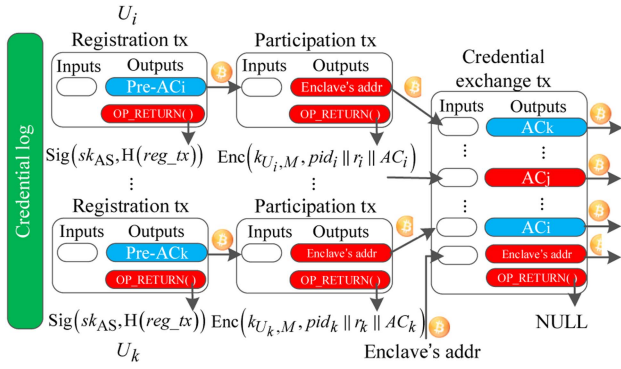 U_i
Registration tx
Participation tx
Inputs Outputs
Inputs Outputs
Pre-ACi
Enclave's addr
OP_RETURN( )
OP_RETURN( )
Sig(sk_AS,H(reg_tx))
Enc(k_{U_i,M}, pid_i || r_i || AC_i)
Credential
exchange tx
Inputs Outputs
ACk
⋮ ⋮
ACj
⋮ ⋮
ACi
Enclave's addr
OP_RETURN( )
NULL
Credential log
⋮ ⋮
Registration tx
Participation tx
Inputs Outputs
Inputs Outputs
Pre-ACk
Enclave's addr
OP_RETURN( )
OP_RETURN( )
Sig(sk_AS,H(reg_tx))
Enc(k_{U_k,M}, pid_k || r_k || AC_k)
U_k
Enclave's addr